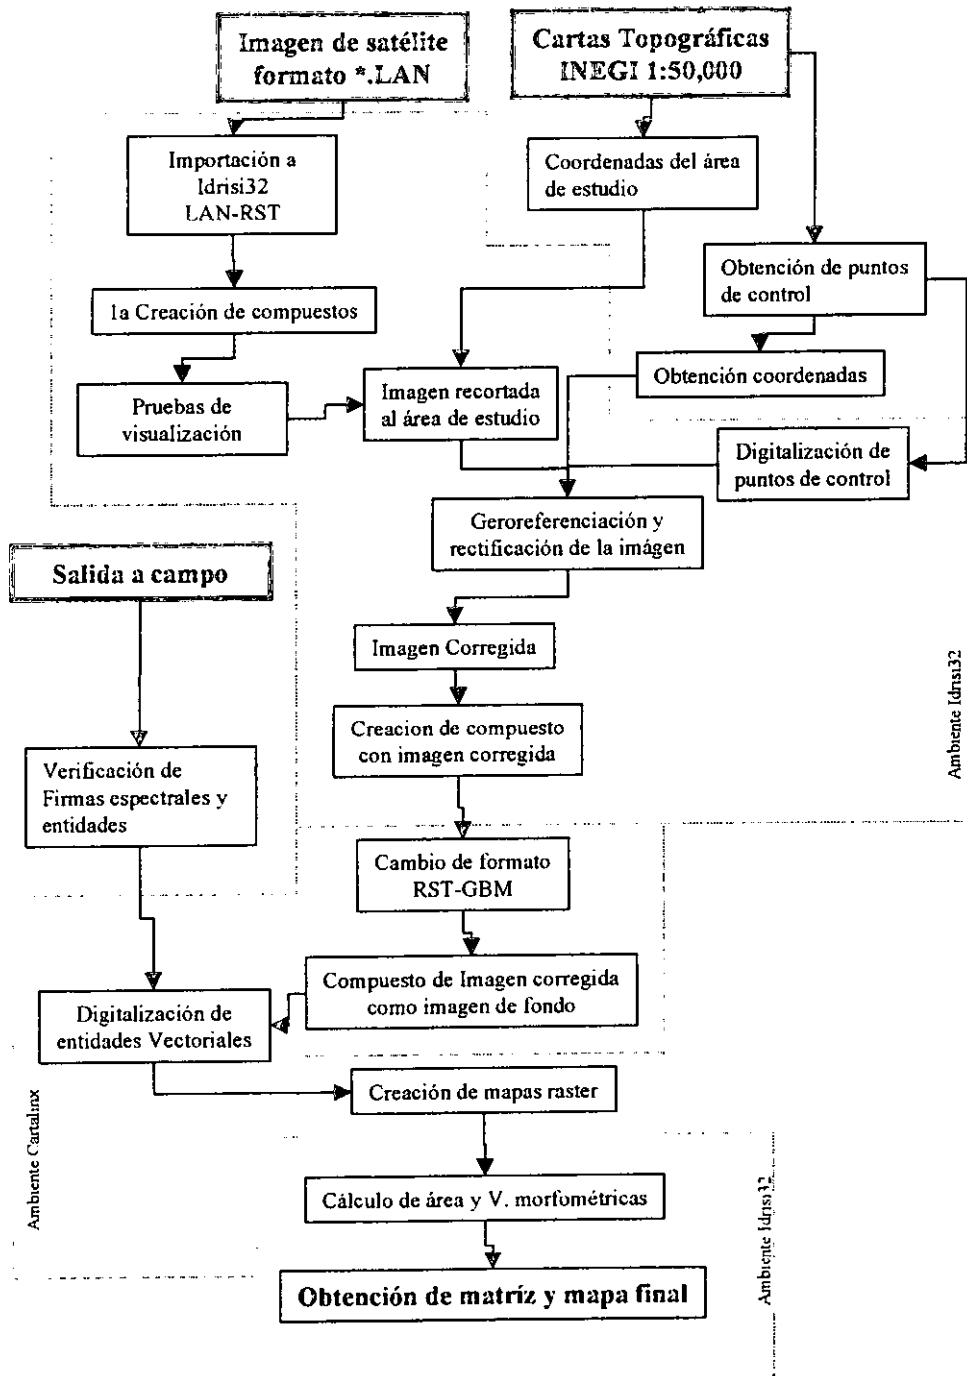 Imagen de satélite
formato *.LAN
Cartas Topográficas
INEGI 1:50,000
Importación a
Idrisi32
LAN-RST
Coordenadas del área
de estudio
Obtención de puntos
de control
1a Creación de compuestos
Obtención coordenadas
Pruebas de
visualización
Imagen recortada
al área de estudio
Digitalización de
puntos de control
Georeferenciación y
rectificación de la imágen
Salida a campo
Imagen Corregida
Ambiente Idrisi32
Creacion de compuesto
con imagen corregida
Verificación de
Firmas espectrales y
entidades
Cambio de formato
RST-GBM
Compuesto de Imagen corregida
como imagen de fondo
Digitalización de
entidades Vectoriales
Creación de mapas raster
Ambiente Cartalinx
Cálculo de área y V. morfométricas
Ambiente Idrisi32
Obtención de matríz y mapa final